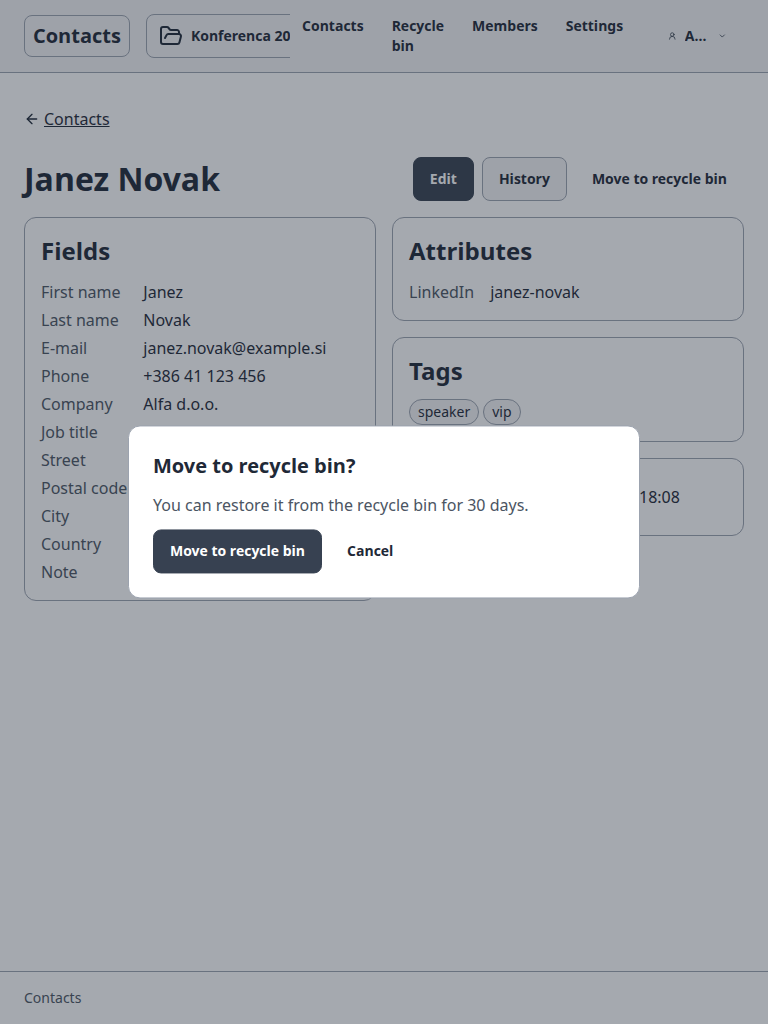 Contacts
Konferenca 20
Contacts
Recycle bin
Members
Settings
A...
Contacts
Janez Novak
Edit
History
Move to recycle bin
Fields
First name Janez
Last name Novak
E-mail janez.novak@example.si
Phone +386 41 123 456
Company Alfa d.o.o.
Job title
Street
Postal code
City
Country
Note
Attributes
LinkedIn janez-novak
Tags
speaker vip
18:08
Move to recycle bin?
You can restore it from the recycle bin for 30 days.
Move to recycle bin
Cancel
Contacts